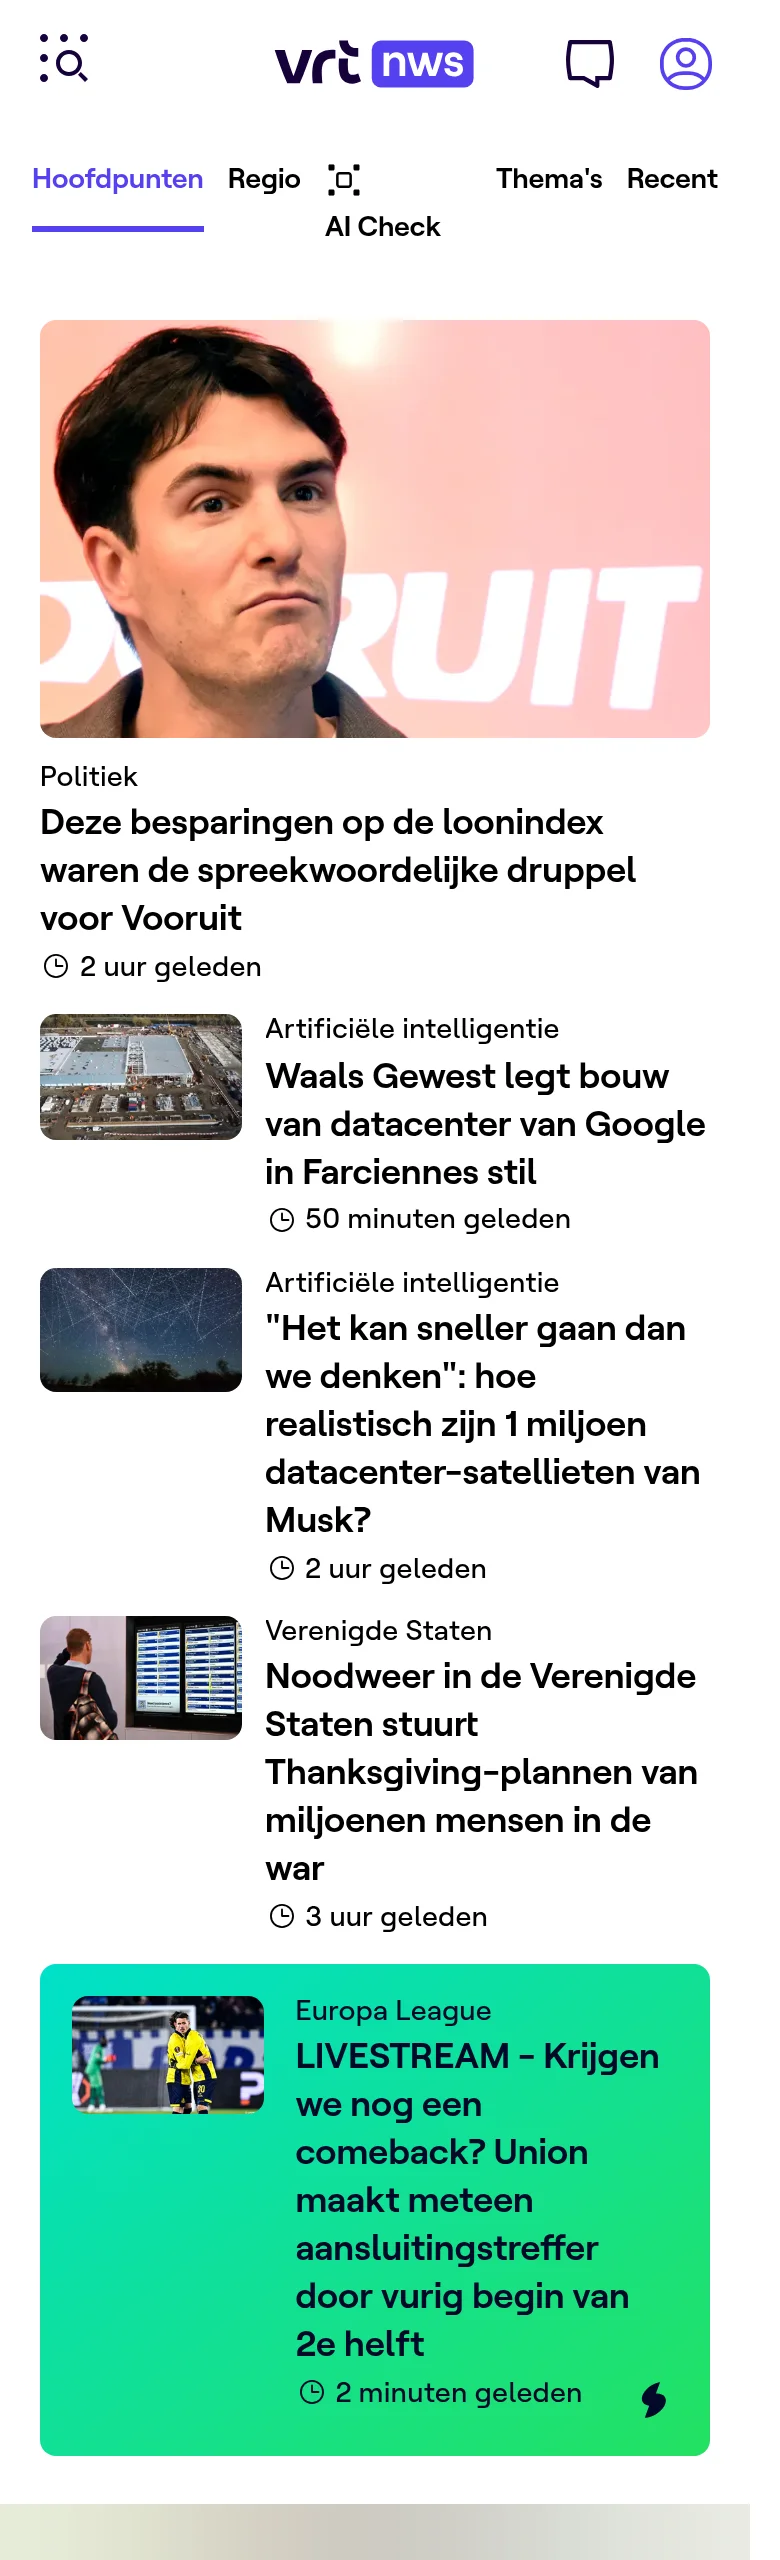 vrt nws
Hoofdpunten Regio AI Check Thema's Recent
RUIT
Politiek
Deze besparingen op de loonindex
waren de spreekwoordelijke druppel
voor Vooruit
2 uur geleden
Artificiële intelligentie
Waals Gewest legt bouw
van datacenter van Google
in Farciennes stil
50 minuten geleden
Artificiële intelligentie
"Het kan sneller gaan dan
we denken": hoe
realistisch zijn 1 miljoen
datacenter-satellieten van
Musk?
2 uur geleden
Verenigde Staten
Noodweer in de Verenigde
Staten stuurt
Thanksgiving-plannen van
miljoenen mensen in de
war
3 uur geleden
Europa League
LIVESTREAM - Krijgen
we nog een
comeback? Union
maakt meteen
aansluitingstreffer
door vurig begin van
2e helft
2 minuten geleden